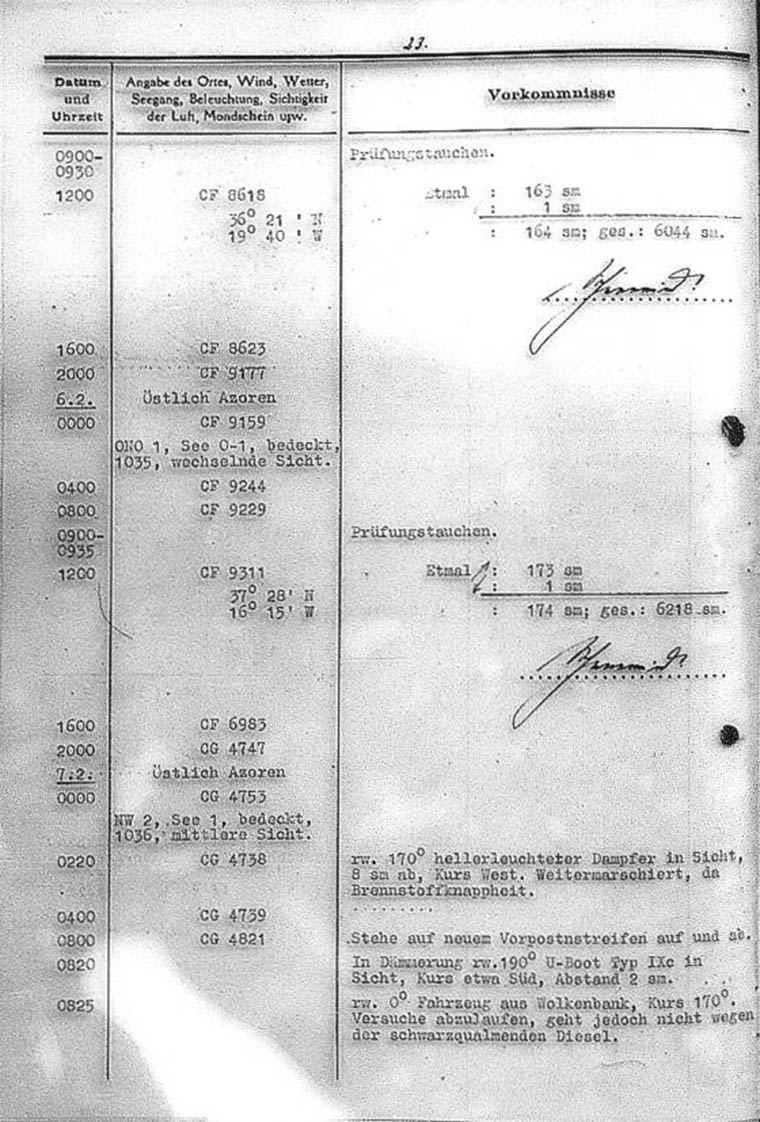 23.
Datum
und
Uhrzeit
Angabe des Ortes, Wind, Wetter,
Seegang, Beleuchtung, Sichtigkeit
der Luft, Mondschein usw.
Vorkommnisse
0900-
0930
Prüfungstauchen.
1200 CF 8618 Etmal : 163 sm
36° 21 ' N : 1 sm
19° 40 ' W : 164 sm; ges.: 6044 sm.
1600 CF 8623
2000 CF 9177
6.2. Östlich Azoren
0000 CF 9159
ONO 1, See 0-1, bedeckt,
1035, wechselnde Sicht.
0400 CF 9244
0800 CF 9229
0900-
0935
Prüfungstauchen.
1200 CF 9311 Etmal : 173 sm
37° 28' N : 1 sm
16° 15' W : 174 sm; ges.: 6218 sm.
1600 CF 6983
2000 CG 4747
7.2. Östlich Azoren
0000 CG 4753
NW 2, See 1, bedeckt,
1036, mittlere Sicht.
0220 CG 4738 rw. 170° hellerleuchteter Dampfer in Sicht,
8 sm ab, Kurs West. Weitermarschiert, da
Brennstoffknappheit.
0400 CG 4739
0800 CG 4821 Stehe auf neuem Vorpostnstreifen auf und ab.
0820 In Dämmerung rw.190° U-Boot Typ IXc in
Sicht, Kurs etwa Süd, Abstand 2 sm.
0825 rw. 0° Fahrzeug aus Wolkenbank, Kurs 170°.
Versuche abzulaufen, geht jedoch nicht wegen
der schwarzqualmenden Diesel.